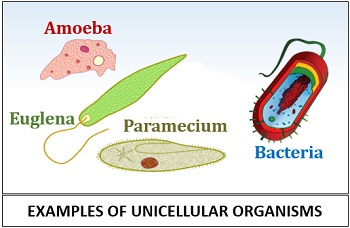 Amoeba
Euglena
Paramecium
Bacteria
EXAMPLES OF UNICELLULAR ORGANISMS